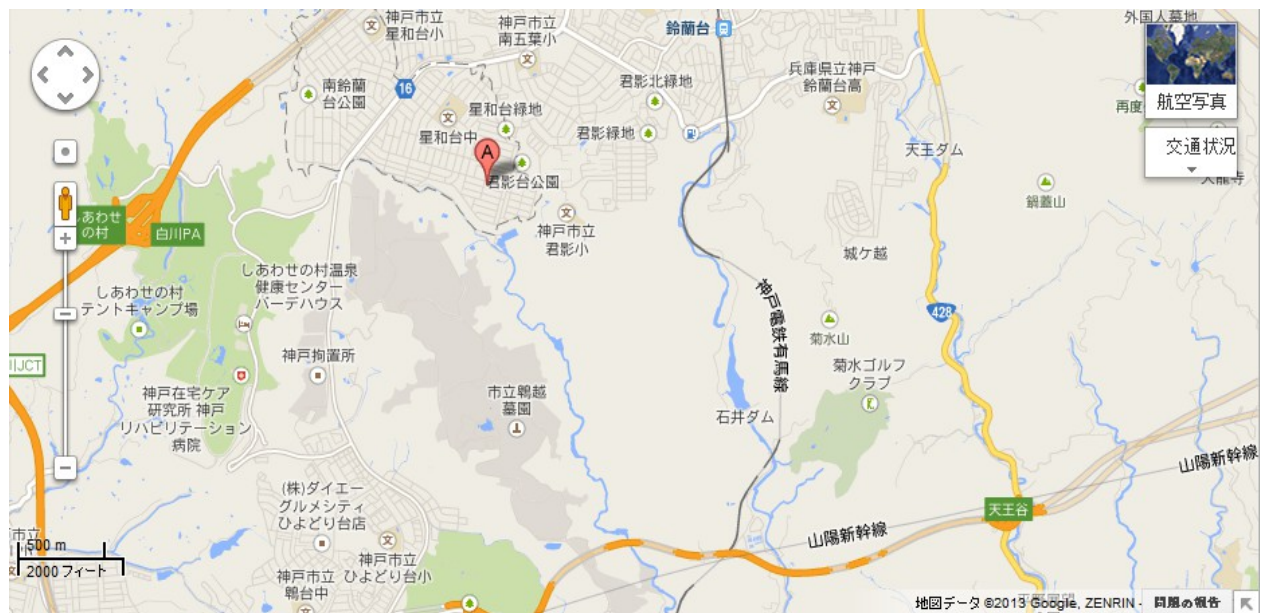 神戸市立
星和台小
神戸市立
南五葉小
鈴蘭台
外国人墓地
南鈴蘭
台公園
16
君影北緑地
兵庫県立神戸
鈴蘭台高
再度
航空写真
星和台緑地
星和台中
君影緑地
交通状況
天王ダム
A
君影台公園
鍋蓋山
しあわせ
の村
白川PA
神戸市立
君影小
城ケ越
しあわせの村温泉
健康センター
バーデハウス
しあわせの村
テントキャンプ場
神戸電鉄有馬線
428
菊水山
神戸拘置所
菊水ゴルフ
クラブ
JCT
神戸在宅ケア
研究所 神戸
リハビリテーション
病院
市立鵯越
墓園
石井ダム
山陽新幹線
(株)ダイエー
グルメシティ
ひよどり台店
天王谷
山陽新幹線
市立
500 m
2000 フィート
神戸市立
ひよどり台小
神戸市立
鵯台中
地図データ ©2013 Google, ZENRIN -
問題の報告